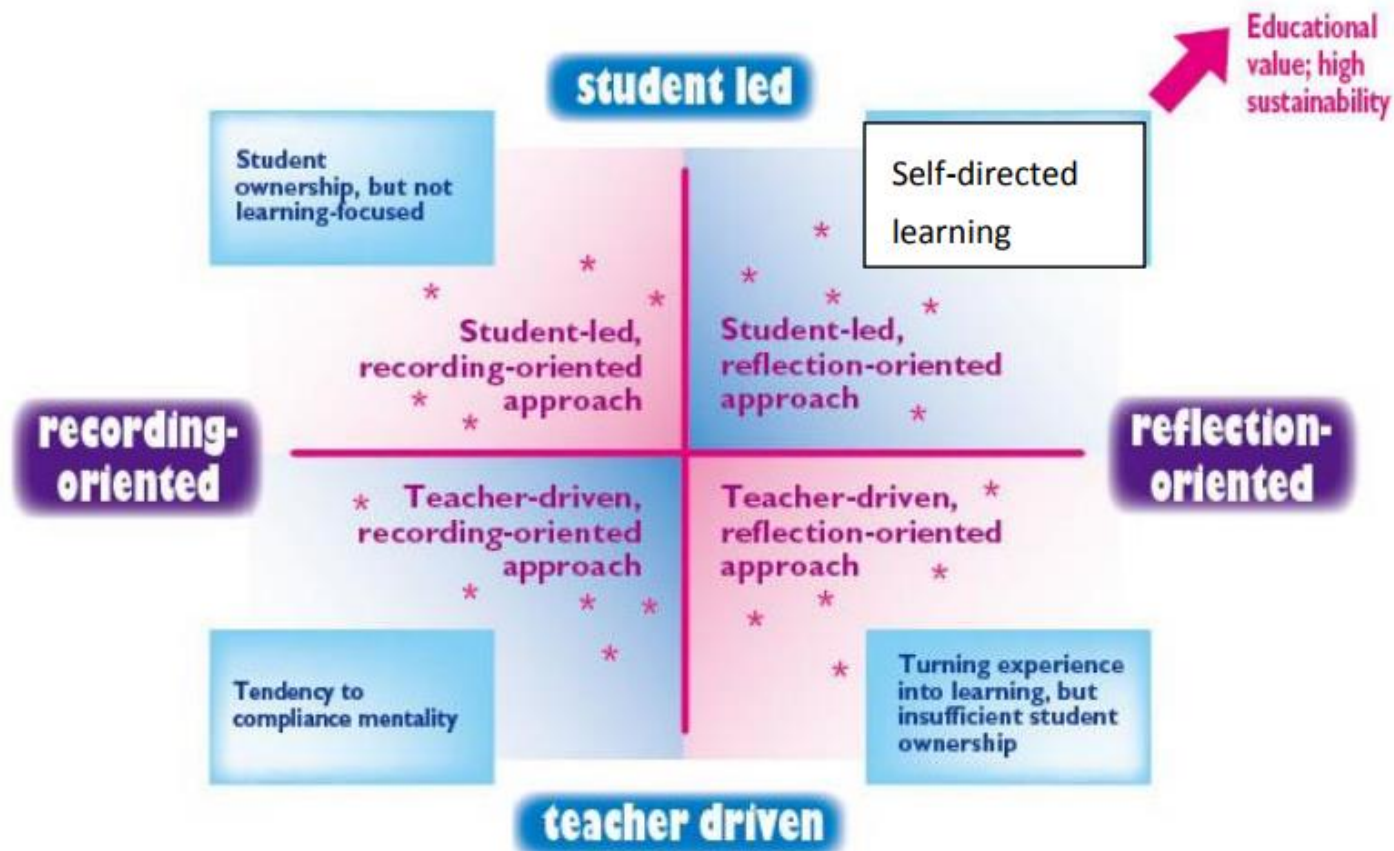 Educational
value; high
sustainability
student led
Student
ownership, but not
learning-focused
Self-directed
learning
*
*
*
*
*
*
*
Student-led,
recording-oriented
approach
*
*
Student-led,
reflection-oriented
approach
*
recording-
oriented
reflection-
oriented
*
Teacher-driven,
recording-oriented
approach
*
*
*
*
Teacher-driven,
reflection-oriented
approach
*
*
*
*
*
Tendency to
compliance mentality
Turning experience
into learning, but
insufficient student
ownership
teacher driven